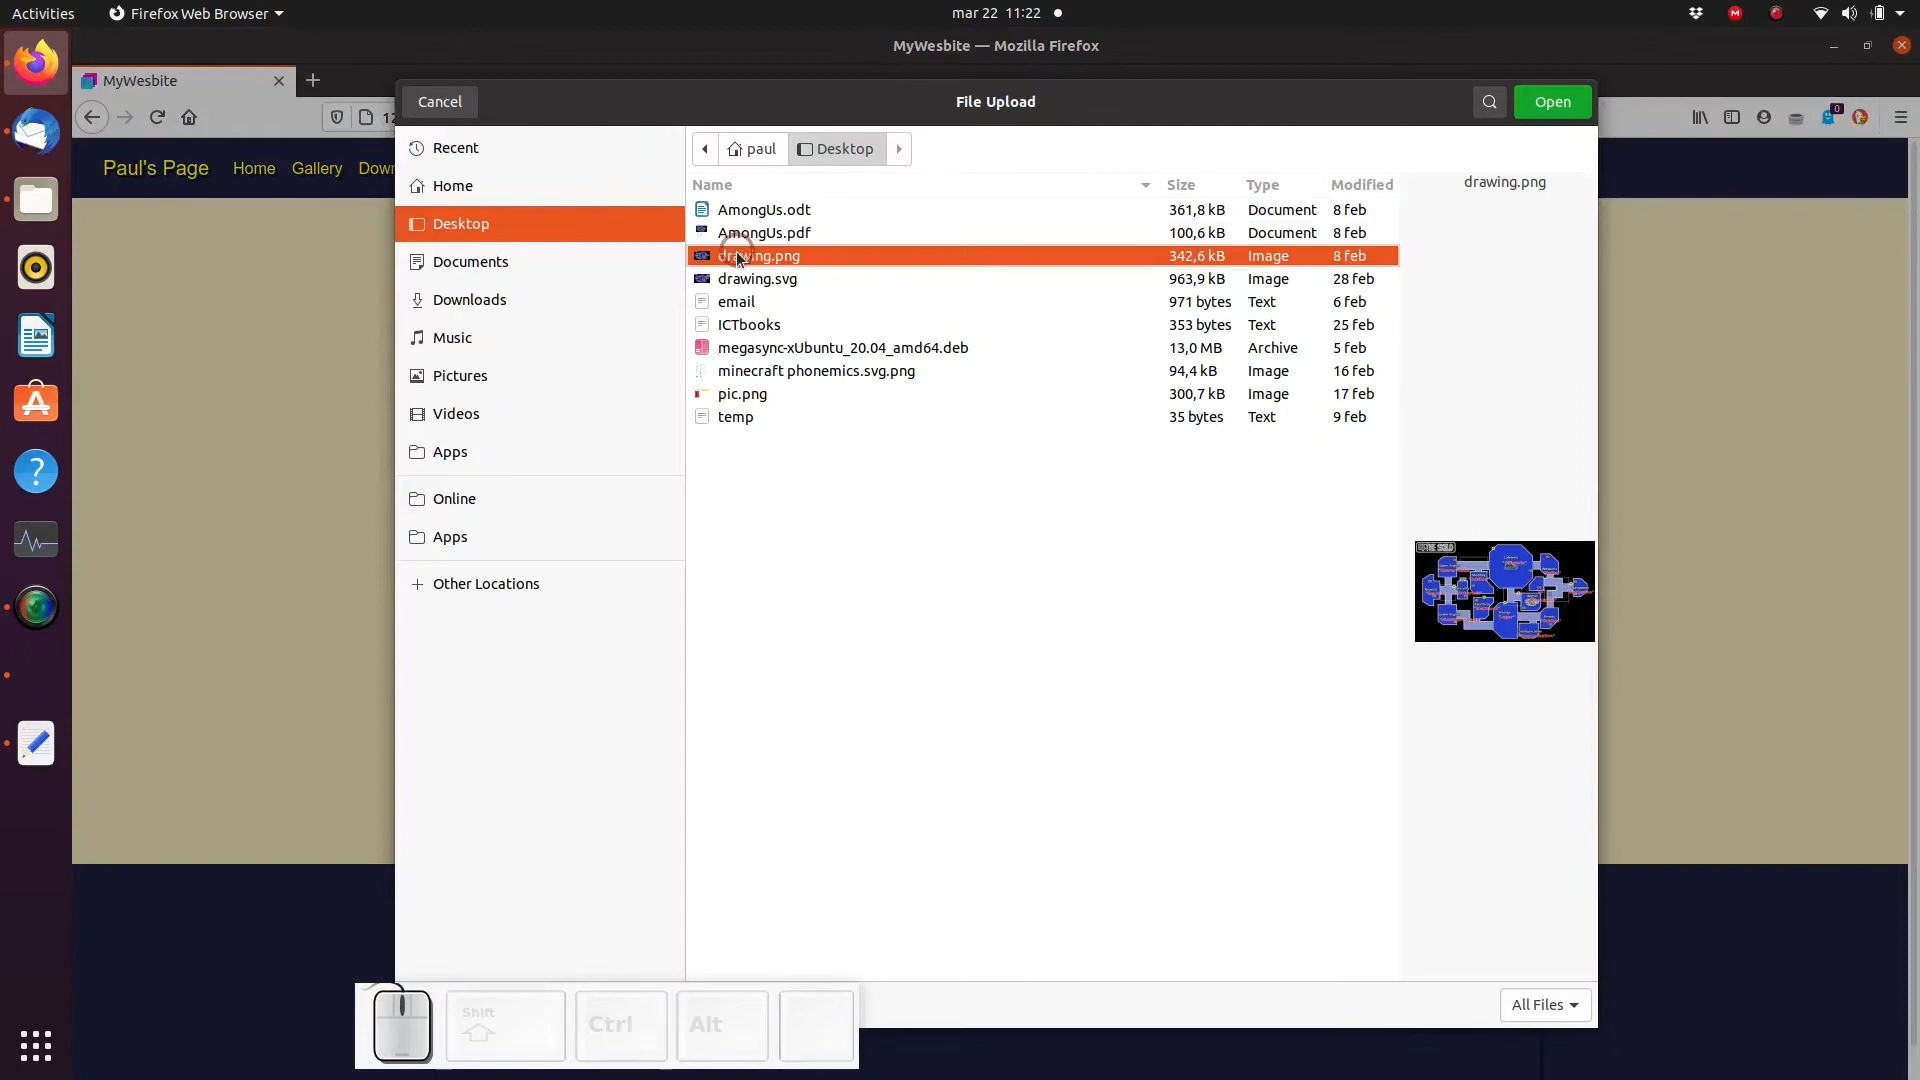 Activities
Firefox Web Browser
mar 22 11:22
MyWesbite — Mozilla Firefox
MyWesbite
Cancel
File Upload
Open
12
0
Paul's Page
Home
Gallery
Down
Recent
Home
Desktop
Documents
Downloads
Music
Pictures
Videos
Apps
Online
Apps
Other Locations
paul
Desktop
Name Size Type Modified
AmongUs.odt 361,8 kB Document 8 feb
AmongUs.pdf 100,6 kB Document 8 feb
drawing.png 342,6 kB Image 8 feb
drawing.svg 963,9 kB Image 28 feb
email 971 bytes Text 6 feb
ICTbooks 353 bytes Text 25 feb
megasync-xUbuntu_20.04_amd64.deb 13,0 MB Archive 5 feb
minecraft phonemics.svg.png 94,4 kB Image 16 feb
pic.png 300,7 kB Image 17 feb
temp 35 bytes Text 9 feb
drawing.png
All Files
Shift
Ctrl
Alt